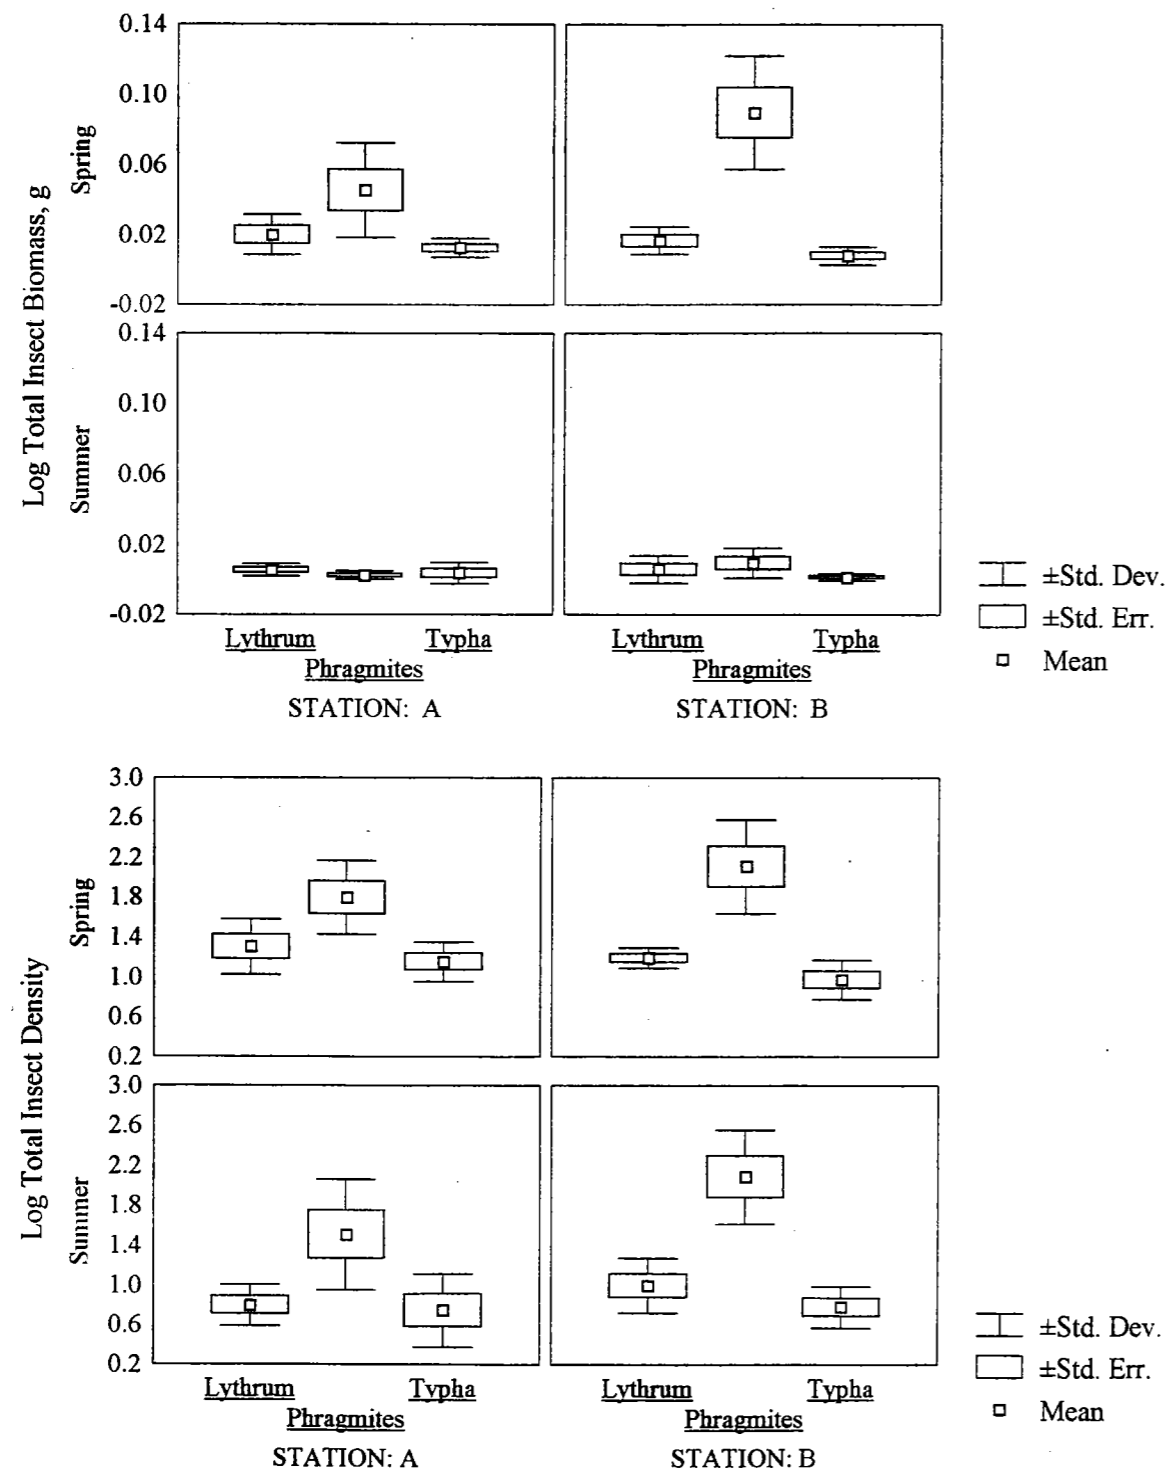 Log Total Insect Biomass, g
Spring
0.14
0.10
0.06
0.02
-0.02
Summer
0.14
0.10
0.06
0.02
-0.02
Lythrum Typha Lythrum Typha
Phragmites Phragmites
STATION: A STATION: B
±Std. Dev.
±Std. Err.
Mean
Log Total Insect Density
Spring
3.0
2.6
2.2
1.8
1.4
1.0
0.6
0.2
Summer
3.0
2.6
2.2
1.8
1.4
1.0
0.6
0.2
Lythrum Typha Lythrum Typha
Phragmites Phragmites
STATION: A STATION: B
±Std. Dev.
±Std. Err.
Mean